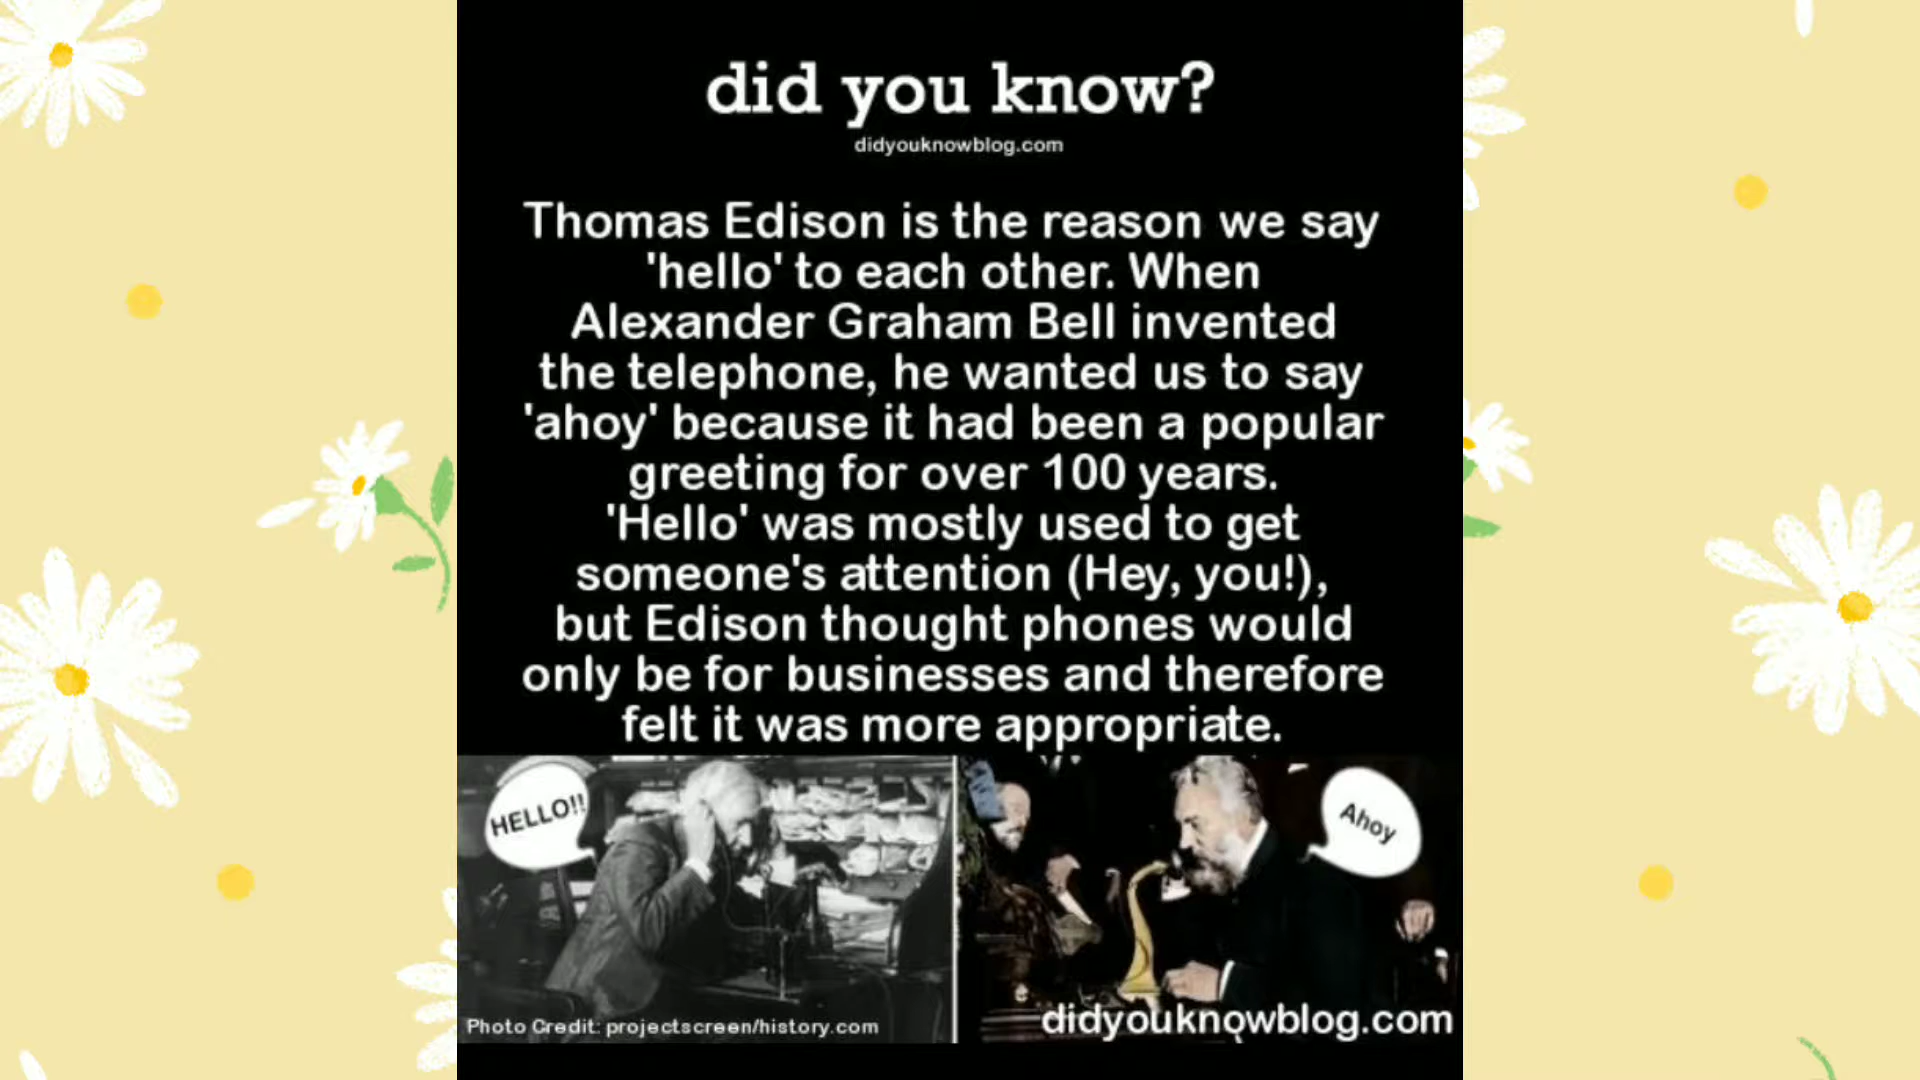 did you know?
didyouknowblog.com
Thomas Edison is the reason we say
'hello' to each other. When
Alexander Graham Bell invented
the telephone, he wanted us to say
'ahoy' because it had been a popular
greeting for over 100 years.
'Hello' was mostly used to get
someone's attention (Hey, you!),
but Edison thought phones would
only be for businesses and therefore
felt it was more appropriate.
HELLO!!
Ahoy
Photo Credit: projectscreen/history.com
didyouknowblog.com